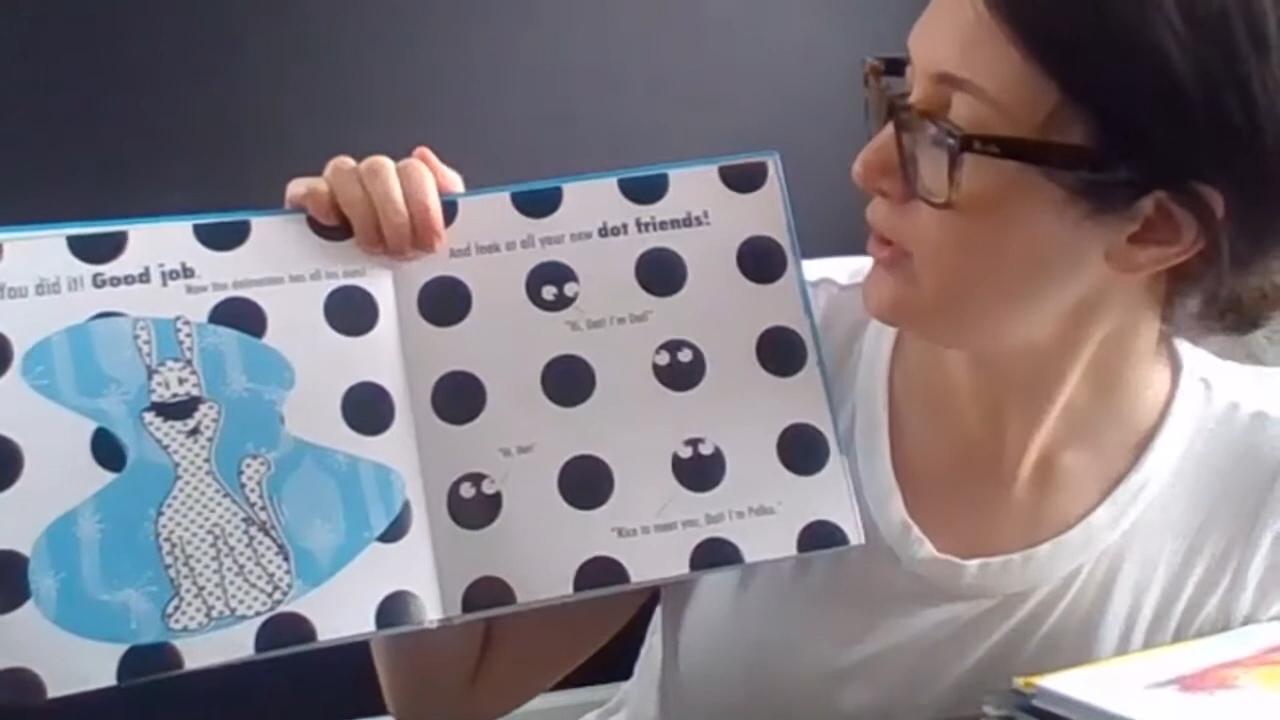 You did it! Good job.
Now the dalmatian has all his dots!
And look at all your new dot friends!
"Hi, Dot! I'm Dot!"
"Hi, Dot!"
"Nice to meet you, Dot! I'm Polka."